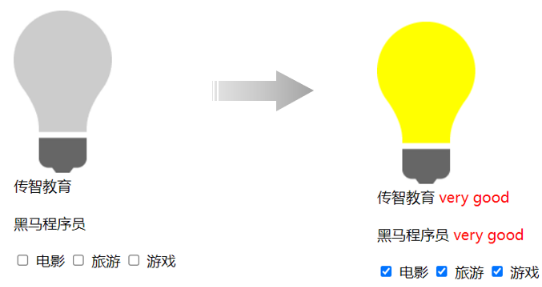 传智教育
黑马程序员
电影 旅游 游戏
传智教育 very good
黑马程序员 very good
电影 旅游 游戏